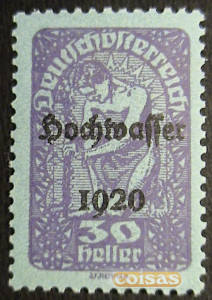 Deutschösterreich
Hochwasser
1920
30
Heller
coisas